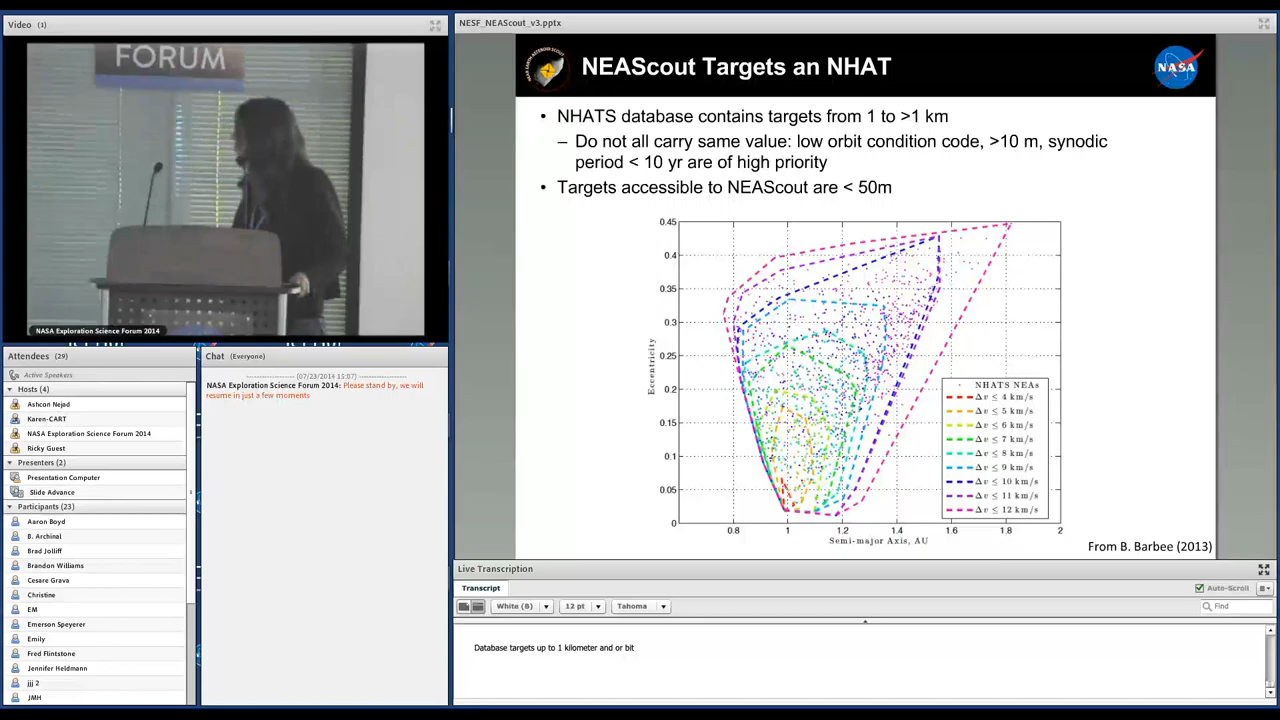 Video (1)
FORUM
NASA Exploration Science Forum 2014
Attendees (29)
Active Speakers
Hosts (4)
Ashcon Nejad
Karen-CART
NASA Exploration Science Forum 2014
Ricky Guest
Presenters (2)
Presentation Computer
Slide Advance
Participants (23)
Aaron Boyd
B. Archinal
Brad Jolliff
Brandon Williams
Cesare Grava
Christine
EM
Emerson Speyerer
Emily
Fred Flintstone
Jennifer Heldmann
jjj 2
JMH
Chat (Everyone)
(07/23/2014 15:07)
NASA Exploration Science Forum 2014: Please stand by, we will
resume in just a few moments
NESF_NEAScout_v3.pptx
NEAScout Targets an NHAT
NASA
• NHATS database contains targets from 1 to >1 km
– Do not all carry same value: low orbit condition code, >10 m, synodic
period < 10 yr are of high priority
• Targets accessible to NEAScout are < 50m
0.45
0.4
0.35
0.3
0.25
0.2
0.15
0.1
0.05
0
Eccentricity
0.8 1 1.2 1.4 1.6 1.8 2
Semi-major Axis, AU
NHATS NEAs
Δv ≤ 4 km/s
Δv ≤ 5 km/s
Δv ≤ 6 km/s
Δv ≤ 7 km/s
Δv ≤ 8 km/s
Δv ≤ 9 km/s
Δv ≤ 10 km/s
Δv ≤ 11 km/s
Δv ≤ 12 km/s
From B. Barbee (2013)
Live Transcription
Transcript
Auto-Scroll
White (B) 12 pt Tahoma
Find
Database targets up to 1 kilometer and or bit